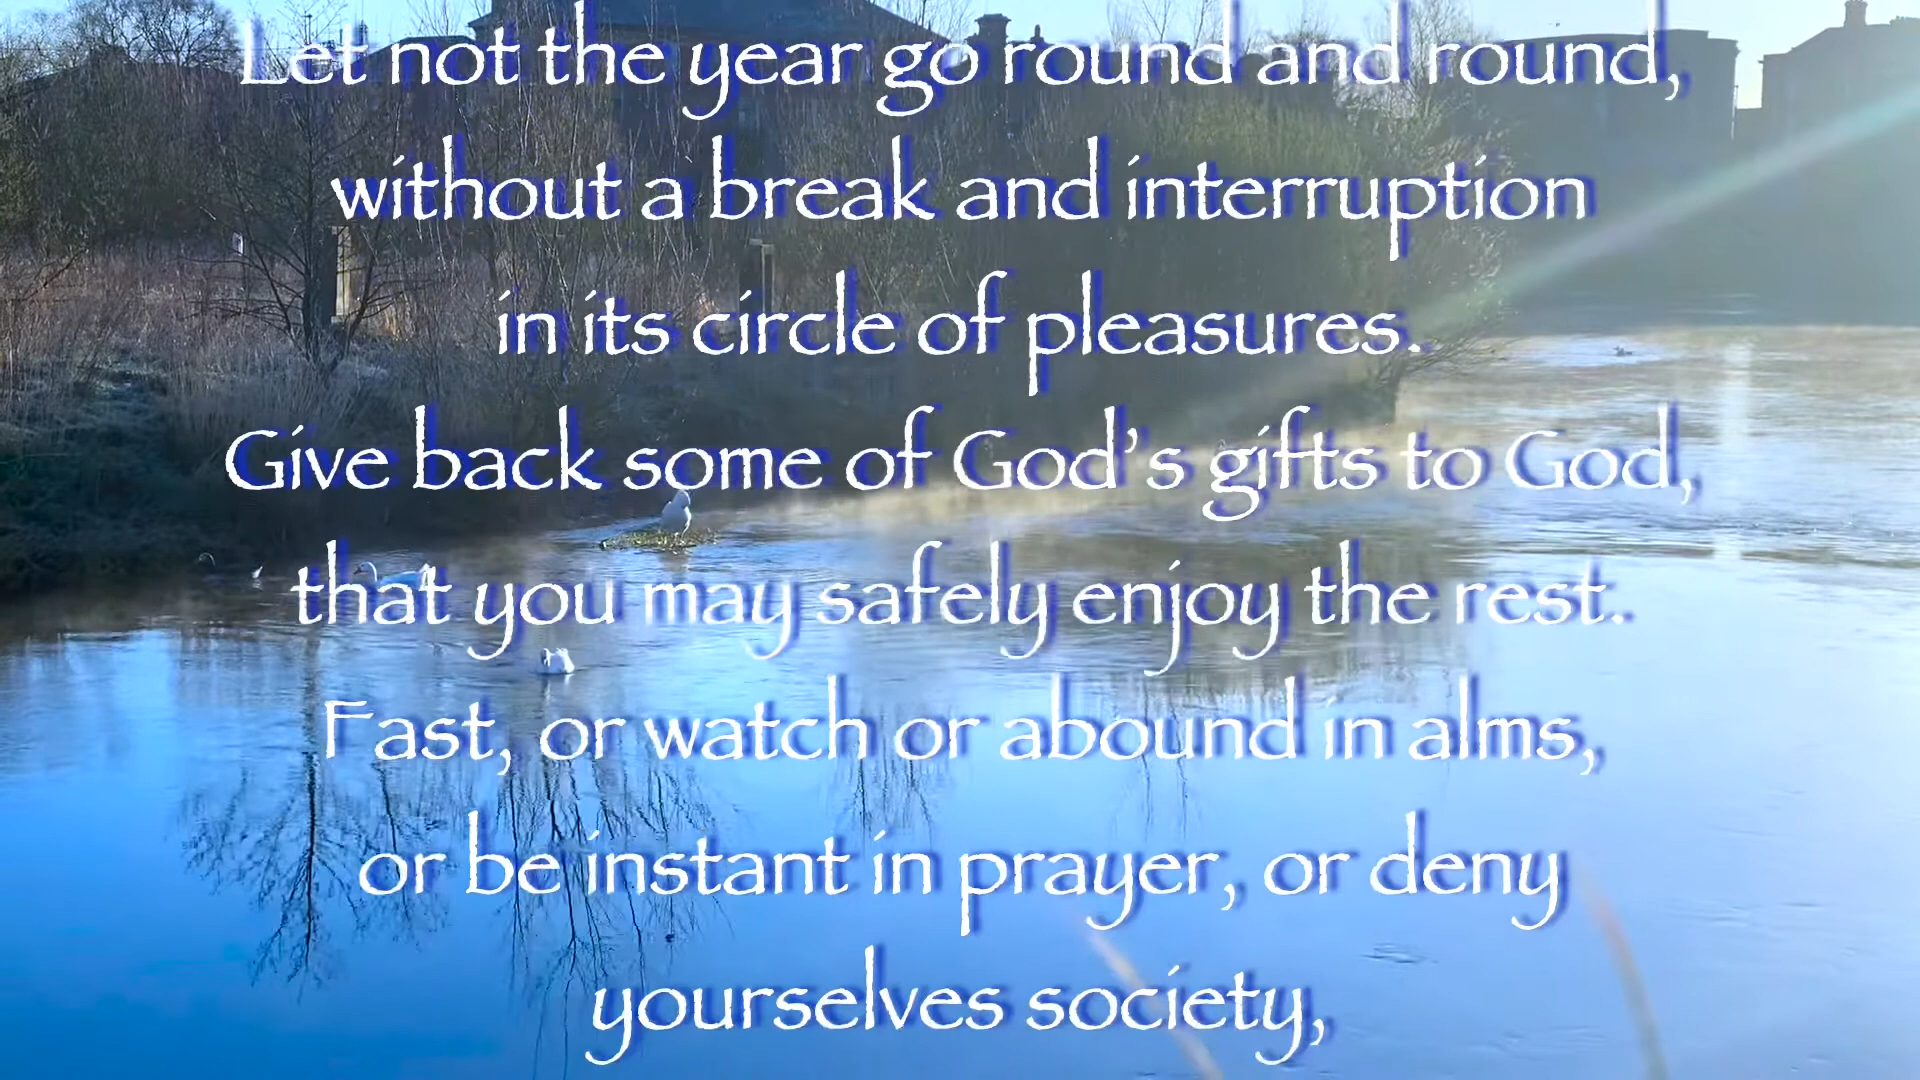 Let not the year go round and round,
without a break and interruption
in its circle of pleasures.
Give back some of God’s gifts to God,
that you may safely enjoy the rest.
Fast, or watch or abound in alms,
or be instant in prayer, or deny
yourselves society,